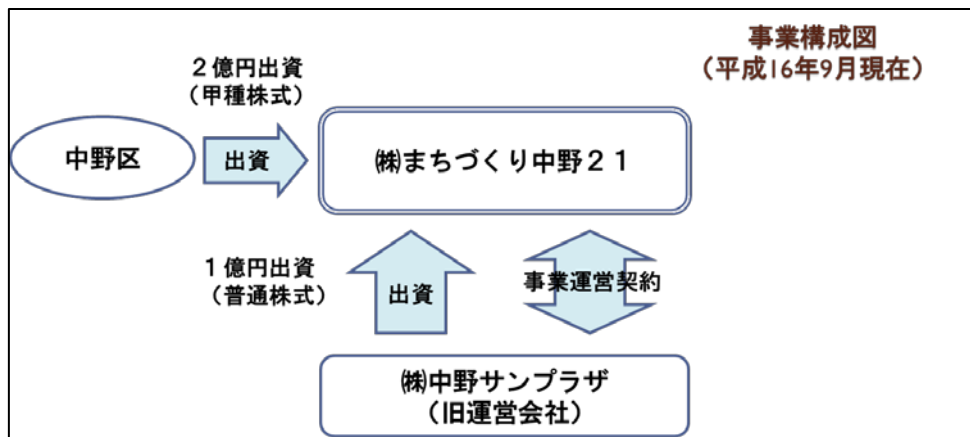 事業構成図
（平成16年9月現在）
２億円出資
（甲種株式）
中野区
出資
㈱まちづくり中野２１
１億円出資
（普通株式）
出資
事業運営契約
㈱中野サンプラザ
（旧運営会社）